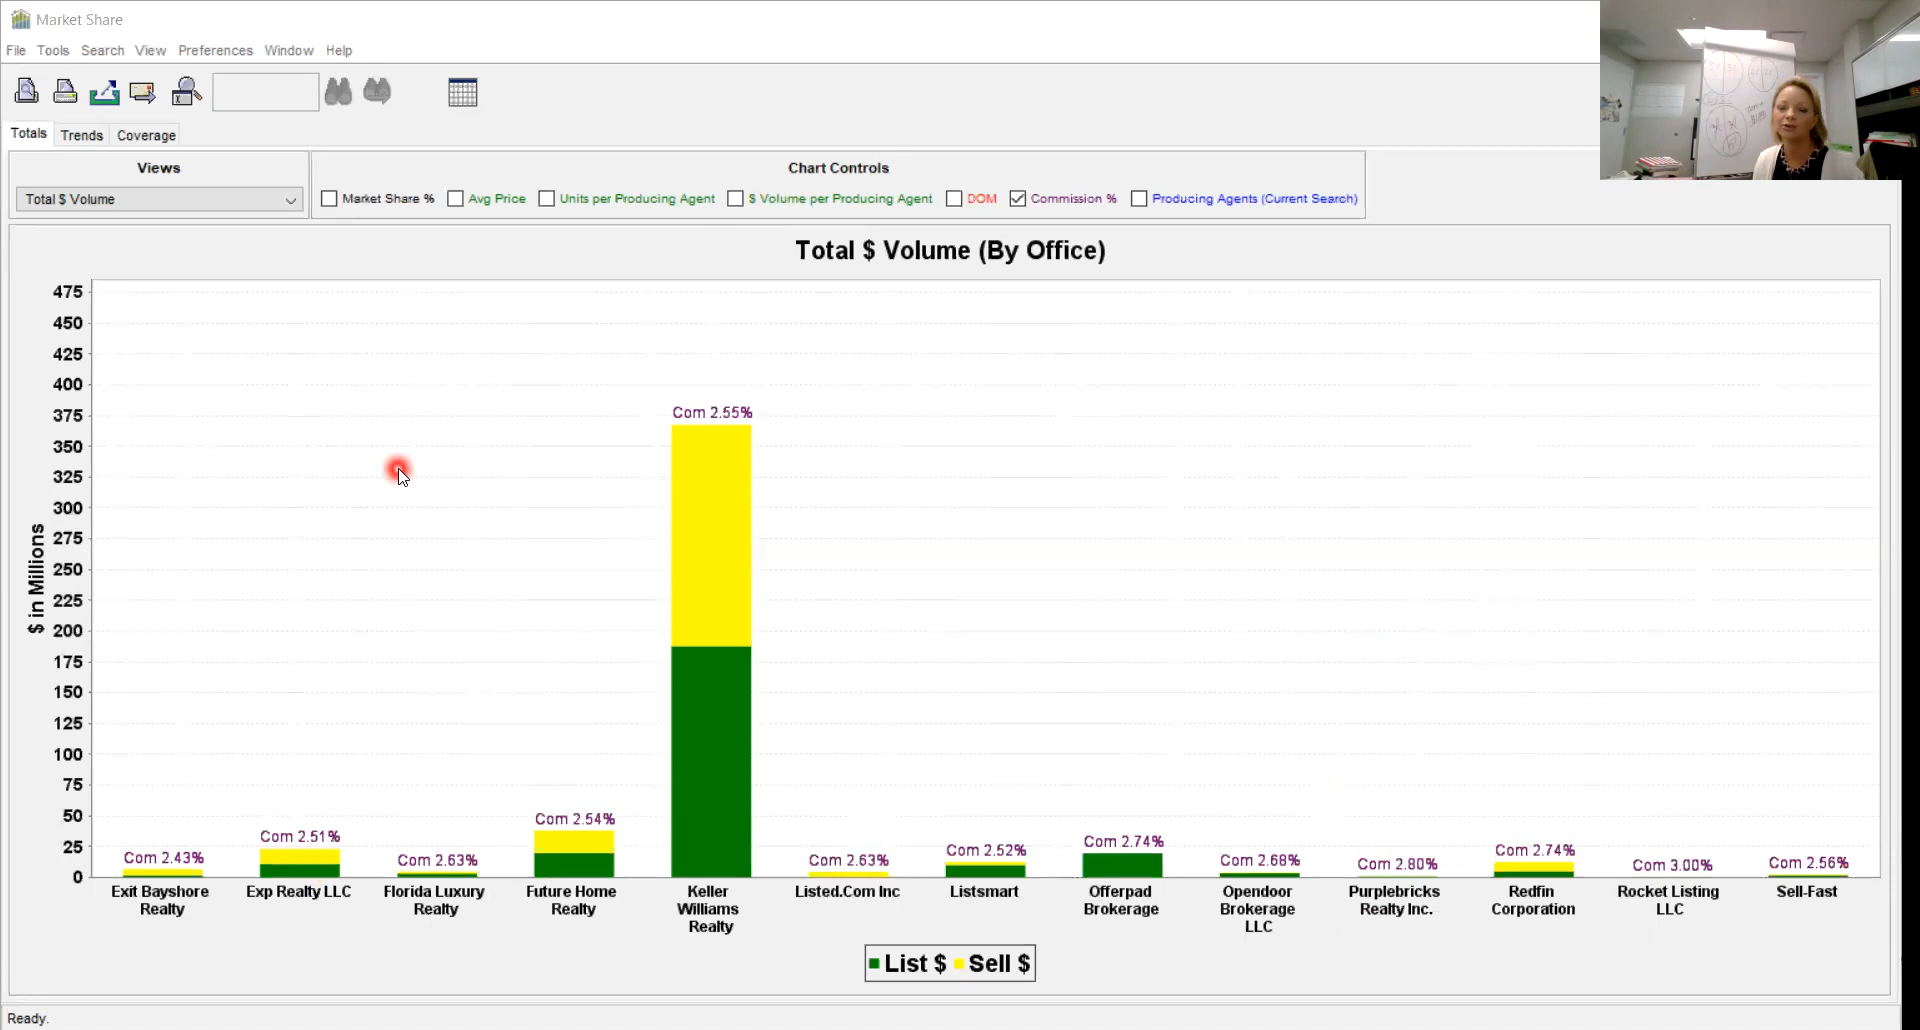 Market Share
File Tools Search View Preferences Window Help
Totals Trends Coverage
Views
Total $ Volume
Chart Controls
Market Share % Avg Price Units per Producing Agent $ Volume per Producing Agent DOM Commission % Producing Agents (Current Search)
Total $ Volume (By Office)
$ in Millions
475
450
425
400
375
350
325
300
275
250
225
200
175
150
125
100
75
50
25
0
Com 2.43%
Com 2.51%
Com 2.63%
Com 2.54%
Com 2.55%
Com 2.63%
Com 2.52%
Com 2.74%
Com 2.68%
Com 2.80%
Com 2.74%
Com 3.00%
Com 2.56%
Exit Bayshore
Realty
Exp Realty LLC
Florida Luxury
Realty
Future Home
Realty
Keller
Williams
Realty
Listed.Com Inc
Listsmart
Offerpad
Brokerage
Opendoor
Brokerage
LLC
Purplebricks
Realty Inc.
Redfin
Corporation
Rocket Listing
LLC
Sell-Fast
List $ Sell $
Ready.